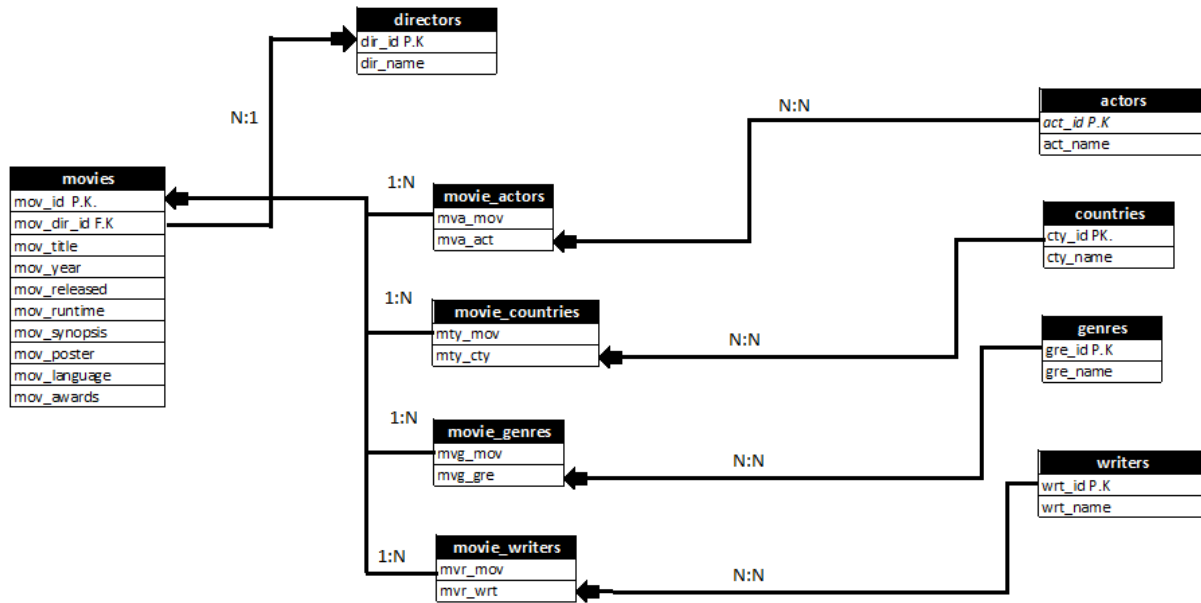 directors
dir_id P.K
dir_name
N:1
N:N
actors
act_id P.K
act_name
movies
mov_id P.K.
mov_dir_id F.K
mov_title
mov_year
mov_released
mov_runtime
mov_synopsis
mov_poster
mov_language
mov_awards
1:N
movie_actors
mva_mov
mva_act
countries
cty_id PK.
cty_name
1:N
movie_countries
mty_mov
mty_cty
N:N
genres
gre_id P.K
gre_name
1:N
movie_genres
mvg_mov
mvg_gre
N:N
writers
wrt_id P.K
wrt_name
1:N
movie_writers
mvr_mov
mvr_wrt
N:N